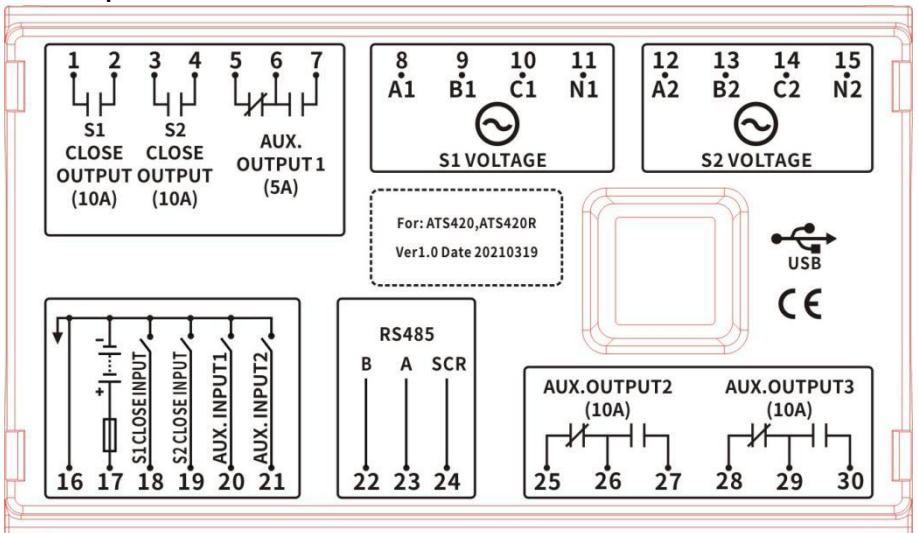 1 2 3 4 5 6 7
S1
CLOSE
OUTPUT
(10A)
S2
CLOSE
OUTPUT
(10A)
AUX.
OUTPUT 1
(5A)
8 9 10 11
A1 B1 C1 N1
S1 VOLTAGE
12 13 14 15
A2 B2 C2 N2
S2 VOLTAGE
For: ATS420,ATS420R
Ver1.0 Date 20210319
USB
CE
- +
S1 CLOSE INPUT
S2 CLOSE INPUT
AUX. INPUT1
AUX. INPUT2
16 17 18 19 20 21
RS485
B A SCR
22 23 24
AUX.OUTPUT2
(10A)
AUX.OUTPUT3
(10A)
25 26 27 28 29 30